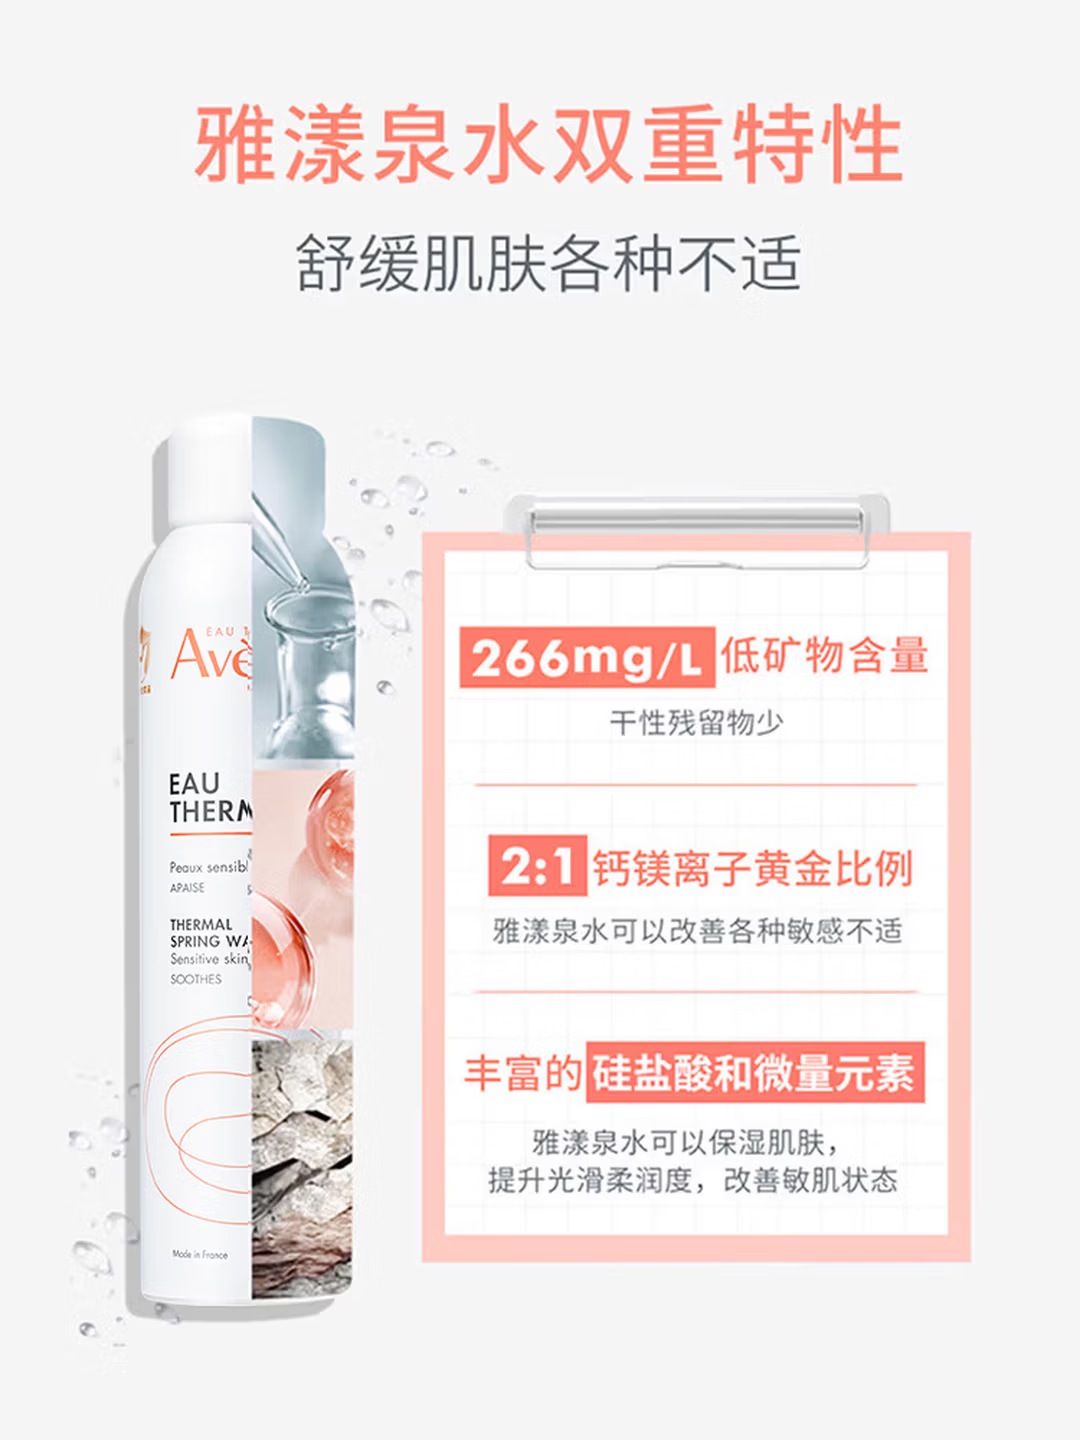 雅漾泉水双重特性
舒缓肌肤各种不适
EAU
Avè
EAU
THERM
Peaux sensibl
APAISE
THERMAL
SPRING WA
Sensitive skin
SOOTHES
Made in France
266mg/L低矿物含量
干性残留物少
2:1钙镁离子黄金比例
雅漾泉水可以改善各种敏感不适
丰富的硅盐酸和微量元素
雅漾泉水可以保湿肌肤，
提升光滑柔润度，改善敏肌状态